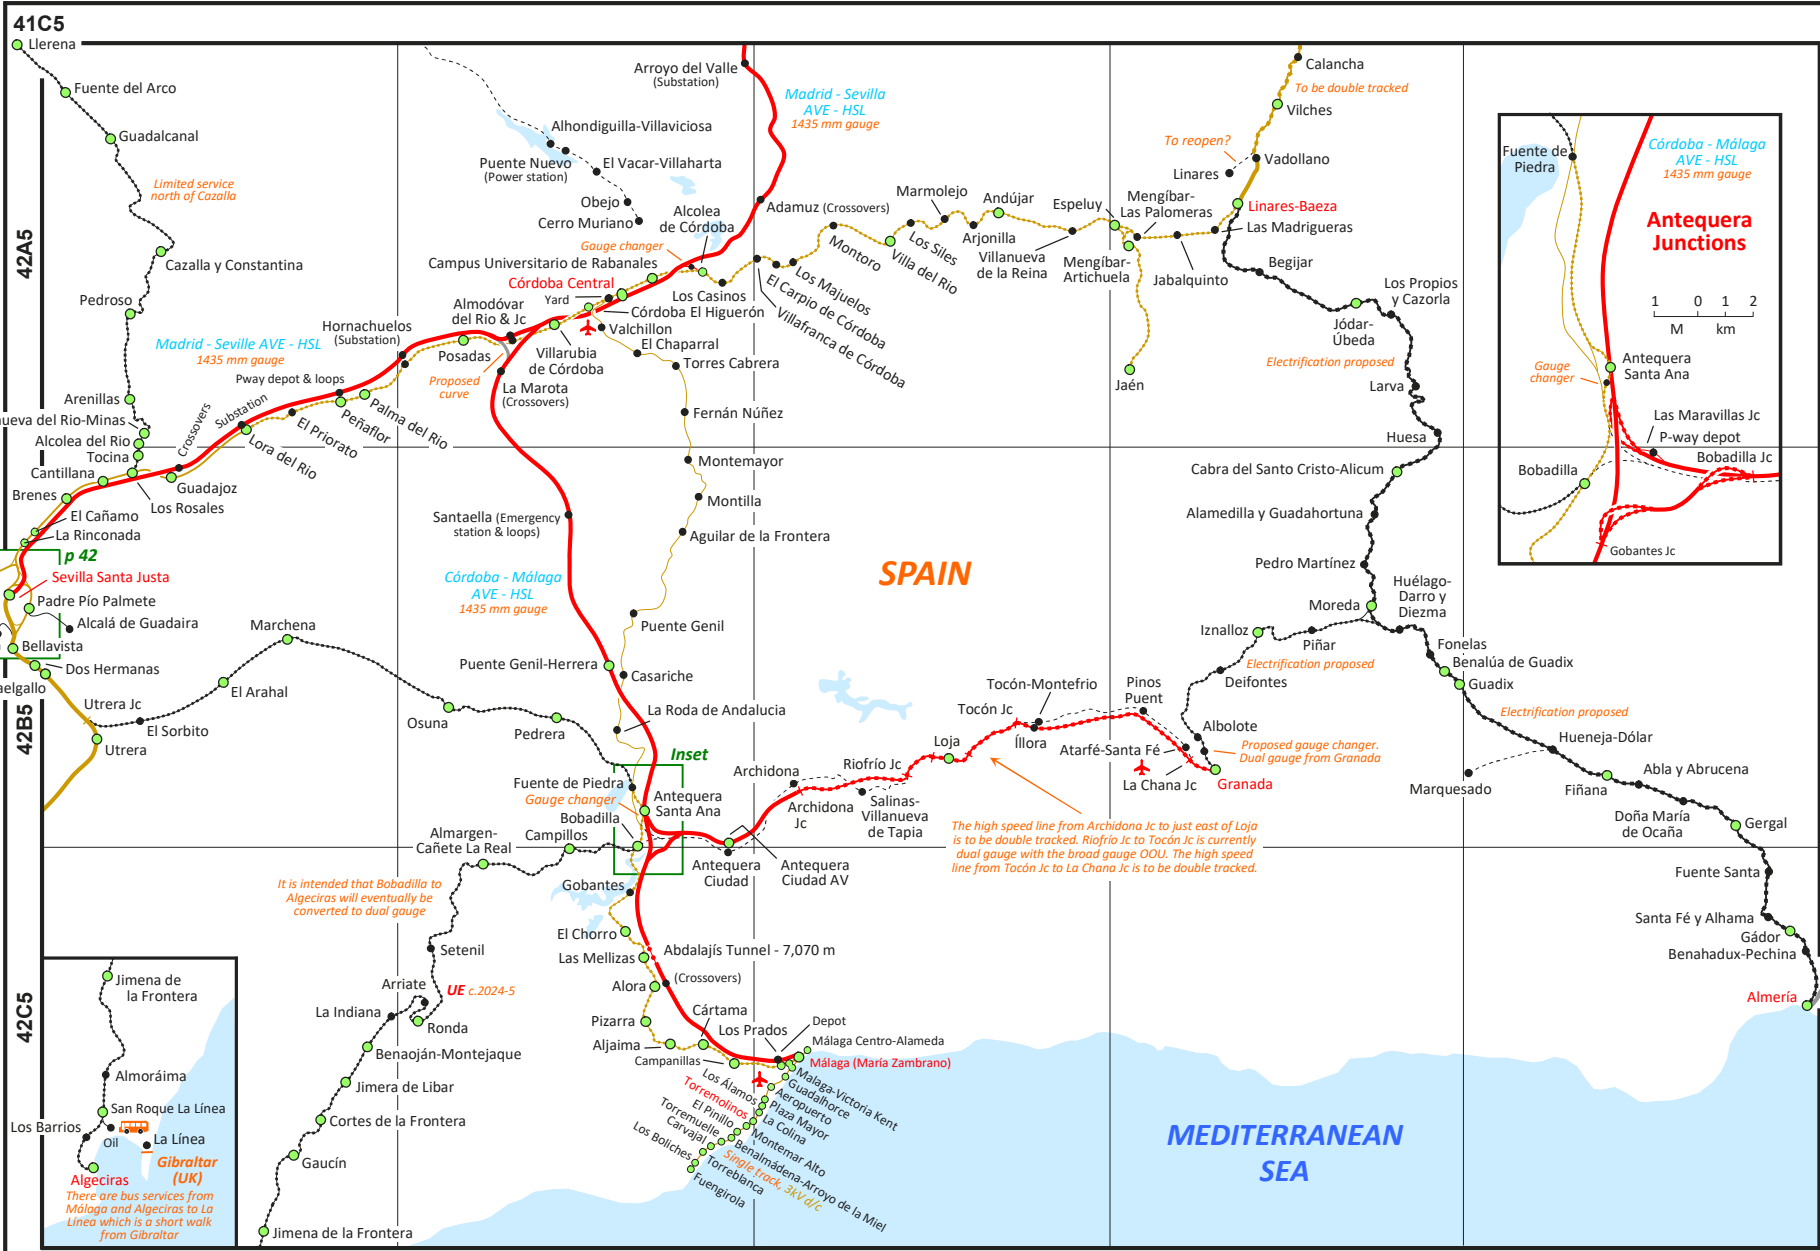 41C5
Llerena
Fuente del Arco
Guadalcanal
Limited service
north of Cazalla
42A5
Cazalla y Constantina
Pedroso
Madrid - Seville AVE - HSL
1435 mm gauge
Arenillas
ueva del Rio-Minas
Alcolea del Rio
Tocina
Cantillana
Brenes
El Cañamo
La Rinconada
p 42
Sevilla Santa Justa
Padre Pío Palmete
Alcalá de Guadaira
Bellavista
Dos Hermanas
aelgallo
42B5
Utrera Jc
El Sorbito
Utrera
El Arahal
Marchena
Osuna
Pedrera
Los Rosales
Guadajoz
Crossovers
Substation
Lora del Rio
El Priorato
Peñaflor
Palma del Rio
Pway depot & loops
Hornachuelos
(Substation)
Posadas
Almodóvar
del Rio & Jc
Proposed
curve
La Marota
(Crossovers)
Villarubia
de Córdoba
Yard
Córdoba Central
Campus Universitario de Rabanales
Gauge changer
Alcolea
de Córdoba
Córdoba El Higuerón
Valchillon
El Chaparral
Torres Cabrera
Fernán Núñez
Montemayor
Montilla
Aguilar de la Frontera
Puente Genil
Casariche
La Roda de Andalucia
Santaella (Emergency
station & loops)
Córdoba - Málaga
AVE - HSL
1435 mm gauge
Puente Genil-Herrera
Arroyo del Valle
(Substation)
Madrid - Sevilla
AVE - HSL
1435 mm gauge
Alhondiguilla-Villaviciosa
Puente Nuevo
(Power station)
El Vacar-Villaharta
Obejo
Cerro Muriano
Adamuz (Crossovers)
Los Casinos
Los Majuelos
El Carpio de Córdoba
Villafranca de Córdoba
Montoro
Villa del Rio
Los Siles
Marmolejo
Arjonilla
Andújar
Villanueva
de la Reina
Espeluy
Mengíbar-
Las Palomeras
Mengíbar-
Artichuela
Jabalquinto
Jaén
Las Madrigueras
Linares-Baeza
Linares
To reopen?
Vadollano
Vilches
To be double tracked
Calancha
Begijar
Los Propios
y Cazorla
Jódar-
Úbeda
Electrification proposed
Larva
Huesa
Cabra del Santo Cristo-Alicum
Alamedilla y Guadahortuna
Pedro Martínez
Moreda
Huélago-
Darro y
Diezma
Iznalloz
Piñar
Electrification proposed
Deifontes
Fonelas
Benalúa de Guadix
Guadix
Electrification proposed
Albolote
Proposed gauge changer.
Dual gauge from Granada
Hueneja-Dólar
Marquesado
Abla y Abrucena
Fiñana
Doña María
de Ocaña
Gergal
Fuente Santa
Santa Fé y Alhama
Gádor
Benahadux-Pechina
Almería
SPAIN
Fuente de
Piedra
Córdoba - Málaga
AVE - HSL
1435 mm gauge
Antequera
Junctions
1 0 1 2
M km
Gauge
changer
Antequera
Santa Ana
Las Maravillas Jc
P-way depot
Bobadilla Jc
Bobadilla
Gobantes Jc
Inset
Fuente de Piedra
Gauge changer
Bobadilla
Antequera
Santa Ana
Archidona
Archidona
Jc
Riofrío Jc
Salinas-
Villanueva
de Tapia
Loja
Tocón Jc
Tocón-Montefrio
Íllora
Pinos
Puent
Atarfé-Santa Fé
La Chana Jc
Granada
The high speed line from Archidona Jc to just east of Loja
is to be double tracked. Riofrío Jc to Tocón Jc is currently
dual gauge with the broad gauge OOU. The high speed
line from Tocón Jc to La Chana Jc is to be double tracked.
Antequera
Ciudad
Antequera
Ciudad AV
Almargen-
Cañete La Real
Campillos
It is intended that Bobadilla to
Algeciras will eventually be
converted to dual gauge
Gobantes
El Chorro
Las Mellizas
Abdalajís Tunnel - 7,070 m
(Crossovers)
Alora
Pizarra
Aljaima
Cártama
Campanillas
Los Prados
Depot
Málaga Centro-Alameda
Málaga (María Zambrano)
Malaga-Victoria Kent
Guadalhorce
Aeropuerto
Plaza Mayor
La Colina
Los Álamos
Torremolinos
Montemar Alto
El Pinillo
Benalmádena-Arroyo de la Miel
Torremuelle
Carvajal
Torreblanca
Los Boliches
Fuengirola
Single track, 3kV d/c
Setenil
Arriate
UE c.2024-5
Ronda
La Indiana
Benaoján-Montejaque
Jimera de Libar
Cortes de la Frontera
Gaucín
Jimena de la Frontera
42C5
Jimena de
la Frontera
Almoráima
San Roque La Línea
Los Barrios
Oil
La Línea
Gibraltar
(UK)
Algeciras
There are bus services from
Málaga and Algeciras to La
Línea which is a short walk
from Gibraltar
MEDITERRANEAN
SEA